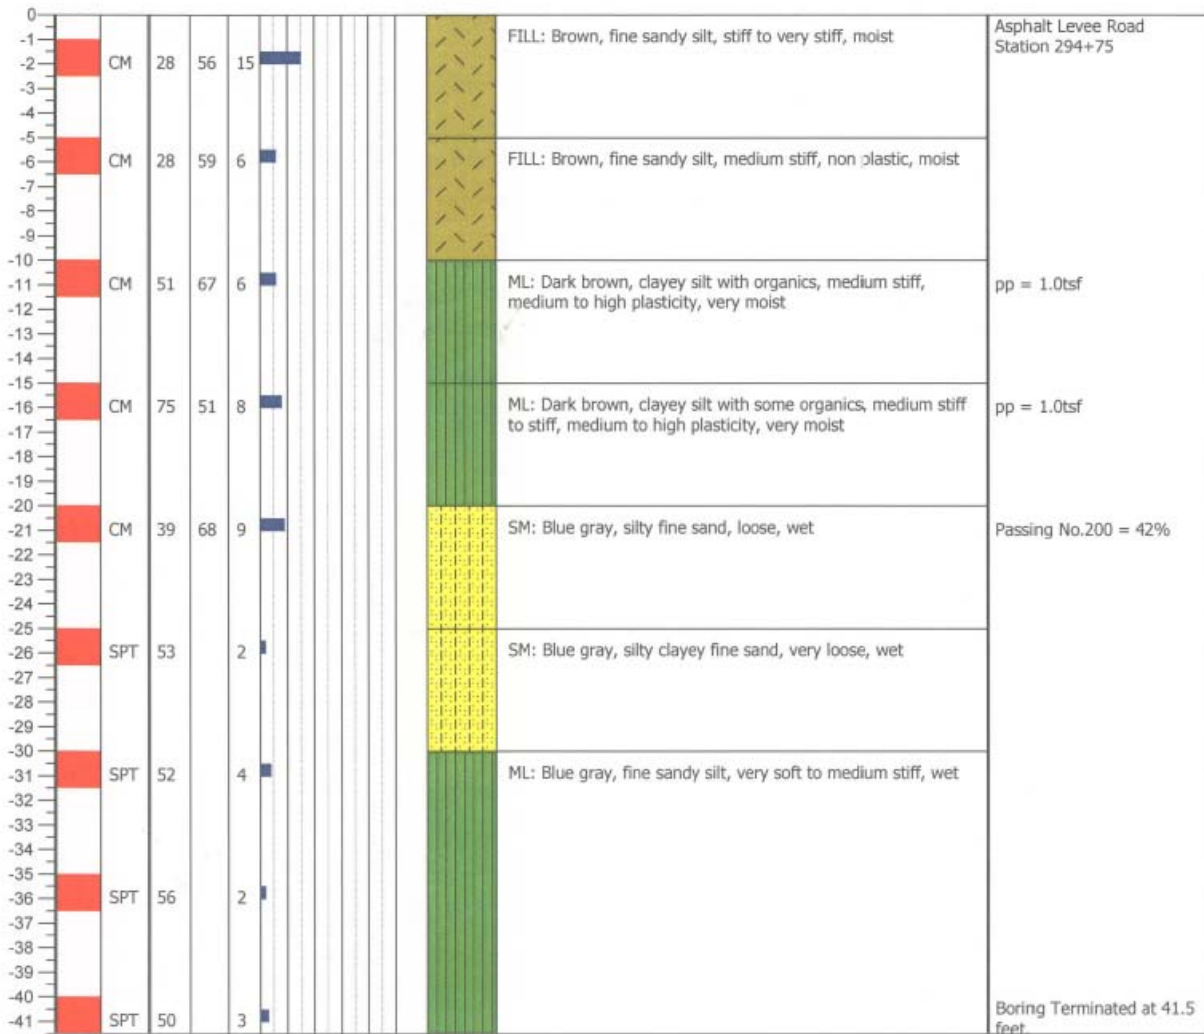 0
Asphalt Levee Road
FILL: Brown, fine sandy silt, stiff to very stiff, moist
Station 294+75
-1
-2 CM 28 56 15
-3
-4
-5
-6 CM 28 59 6
FILL: Brown, fine sandy silt, medium stiff, non plastic, moist
-7
-8
-9
-10
-11 CM 51 67 6
ML: Dark brown, clayey silt with organics, medium stiff,
medium to high plasticity, very moist
pp = 1.0tsf
-12
-13
-14
-15
-16 CM 75 51 8
ML: Dark brown, clayey silt with some organics, medium stiff
to stiff, medium to high plasticity, very moist
pp = 1.0tsf
-17
-18
-19
-20
-21 CM 39 68 9
SM: Blue gray, silty fine sand, loose, wet
Passing No.200 = 42%
-22
-23
-24
-25
-26 SPT 53 2
SM: Blue gray, silty clayey fine sand, very loose, wet
-27
-28
-29
-30
-31 SPT 52 4
ML: Blue gray, fine sandy silt, very soft to medium stiff, wet
-32
-33
-34
-35
-36 SPT 56 2
-37
-38
-39
-40
-41 SPT 50 3
Boring Terminated at 41.5
feet.